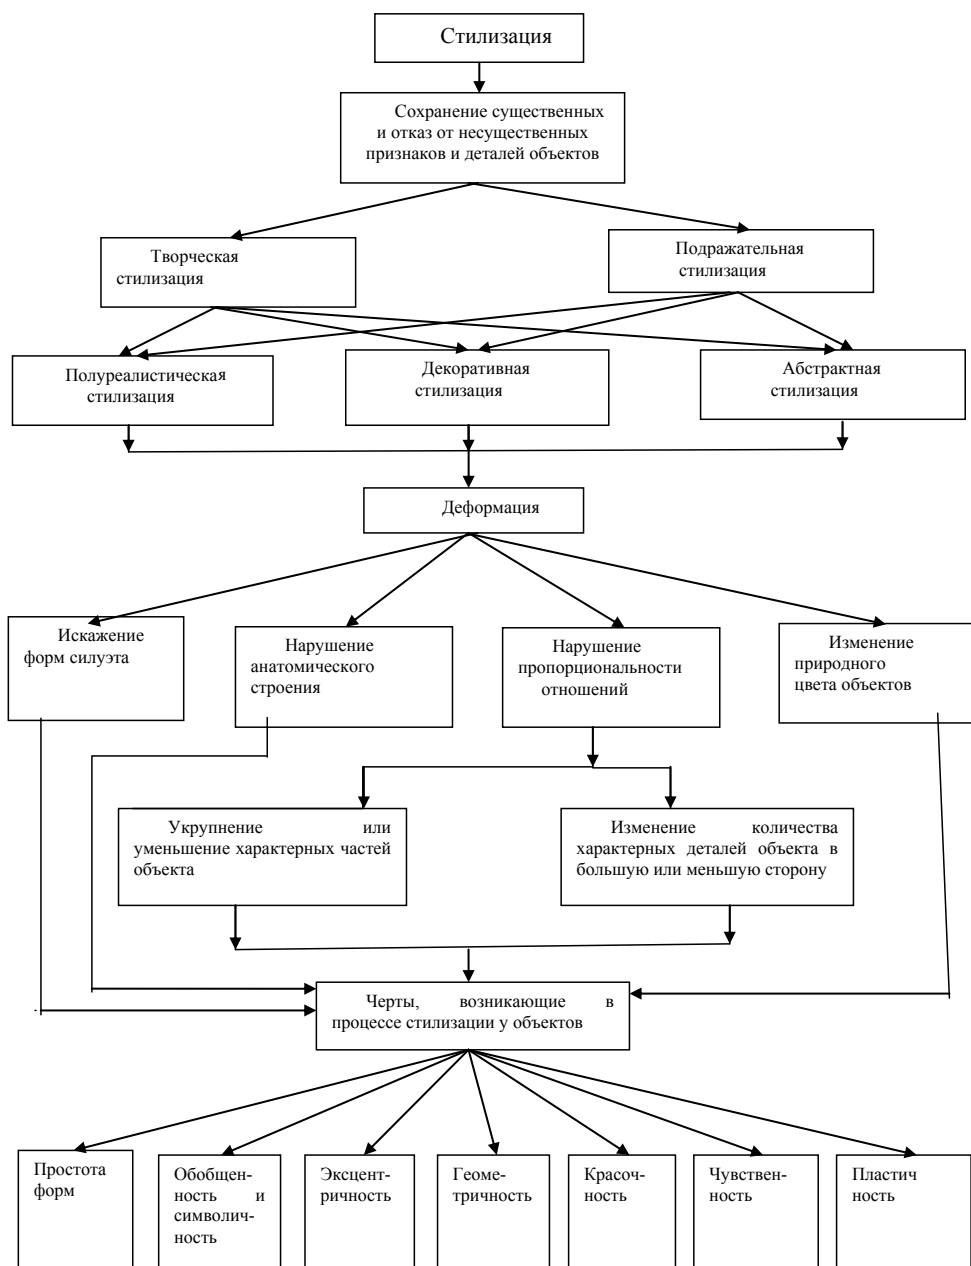 Стилизация
Сохранение существенных
и отказ от несущественных
признаков и деталей объектов
Творческая
стилизация
Подражательная
стилизация
Полуреалистическая
стилизация
Декоративная
стилизация
Абстрактная
стилизация
Деформация
Искажение
форм силуэта
Нарушение
анатомического
строения
Нарушение
пропорциональности
отношений
Изменение
природного
цвета объектов
Укрупнение или
уменьшение характерных частей
объекта
Изменение количества
характерных деталей объекта в
большую или меньшую сторону
Черты, возникающие в
процессе стилизации у объектов
Простота
форм
Обобщен-
ность и
символич-
ность
Эксцент-
ричность
Геоме-
тричность
Красоч-
ность
Чувствен-
ность
Пластич
ность